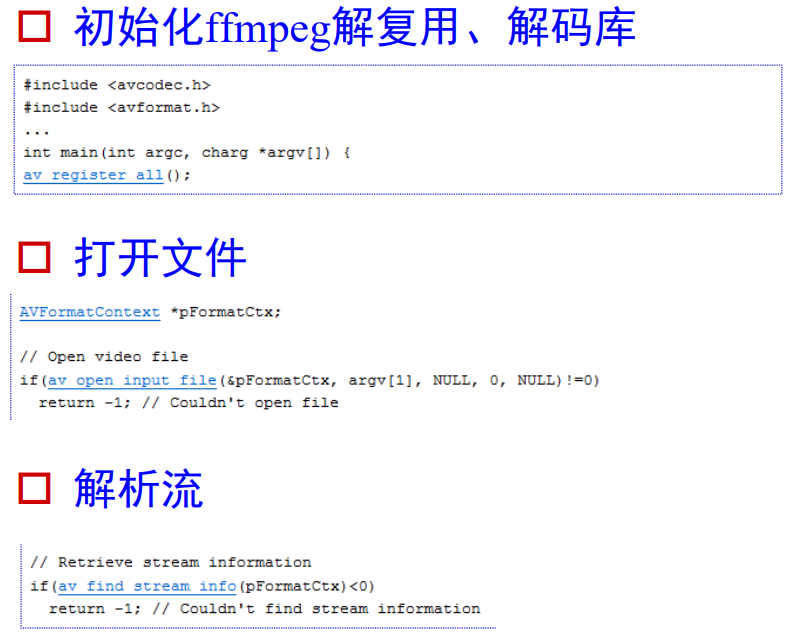 初始化ffmpeg解复用、解码库
#include <avcodec.h>
#include <avformat.h>
...
int main(int argc, charg *argv[]) {
av_register_all();
打开文件
AVFormatContext *pFormatCtx;
// Open video file
if(av_open_input_file(&pFormatCtx, argv[1], NULL, 0, NULL)!=0)
return -1; // Couldn't open file
解析流
// Retrieve stream information
if(av_find_stream_info(pFormatCtx)<0)
return -1; // Couldn't find stream information